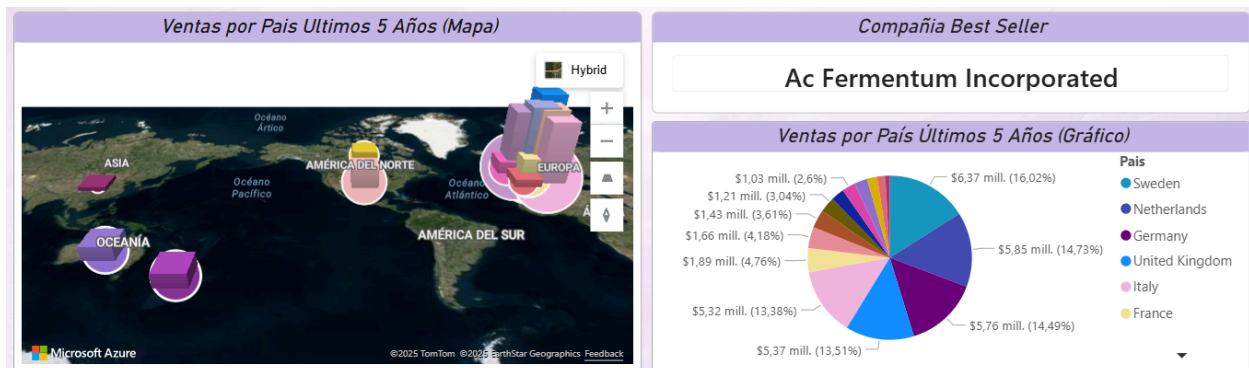 Ventas por Pais Ultimos 5 Años (Mapa)
Hybrid
Océano
Ártico
ASIA
AMÉRICA DEL NORTE
EUROPA
Océano
Pacífico
Océano
Atlántico
OCEANÍA
AMÉRICA DEL SUR
Microsoft Azure
©2025 TomTom ©2025 EarthStar Geographics Feedback
Compañia Best Seller
Ac Fermentum Incorporated
Ventas por País Últimos 5 Años (Gráfico)
$1,03 mill. (2,6%)
$1,21 mill. (3,04%)
$1,43 mill. (3,61%)
$1,66 mill. (4,18%)
$1,89 mill. (4,76%)
$5,32 mill. (13,38%)
$5,37 mill. (13,51%)
$6,37 mill. (16,02%)
$5,85 mill. (14,73%)
$5,76 mill. (14,49%)
Pais
Sweden
Netherlands
Germany
United Kingdom
Italy
France